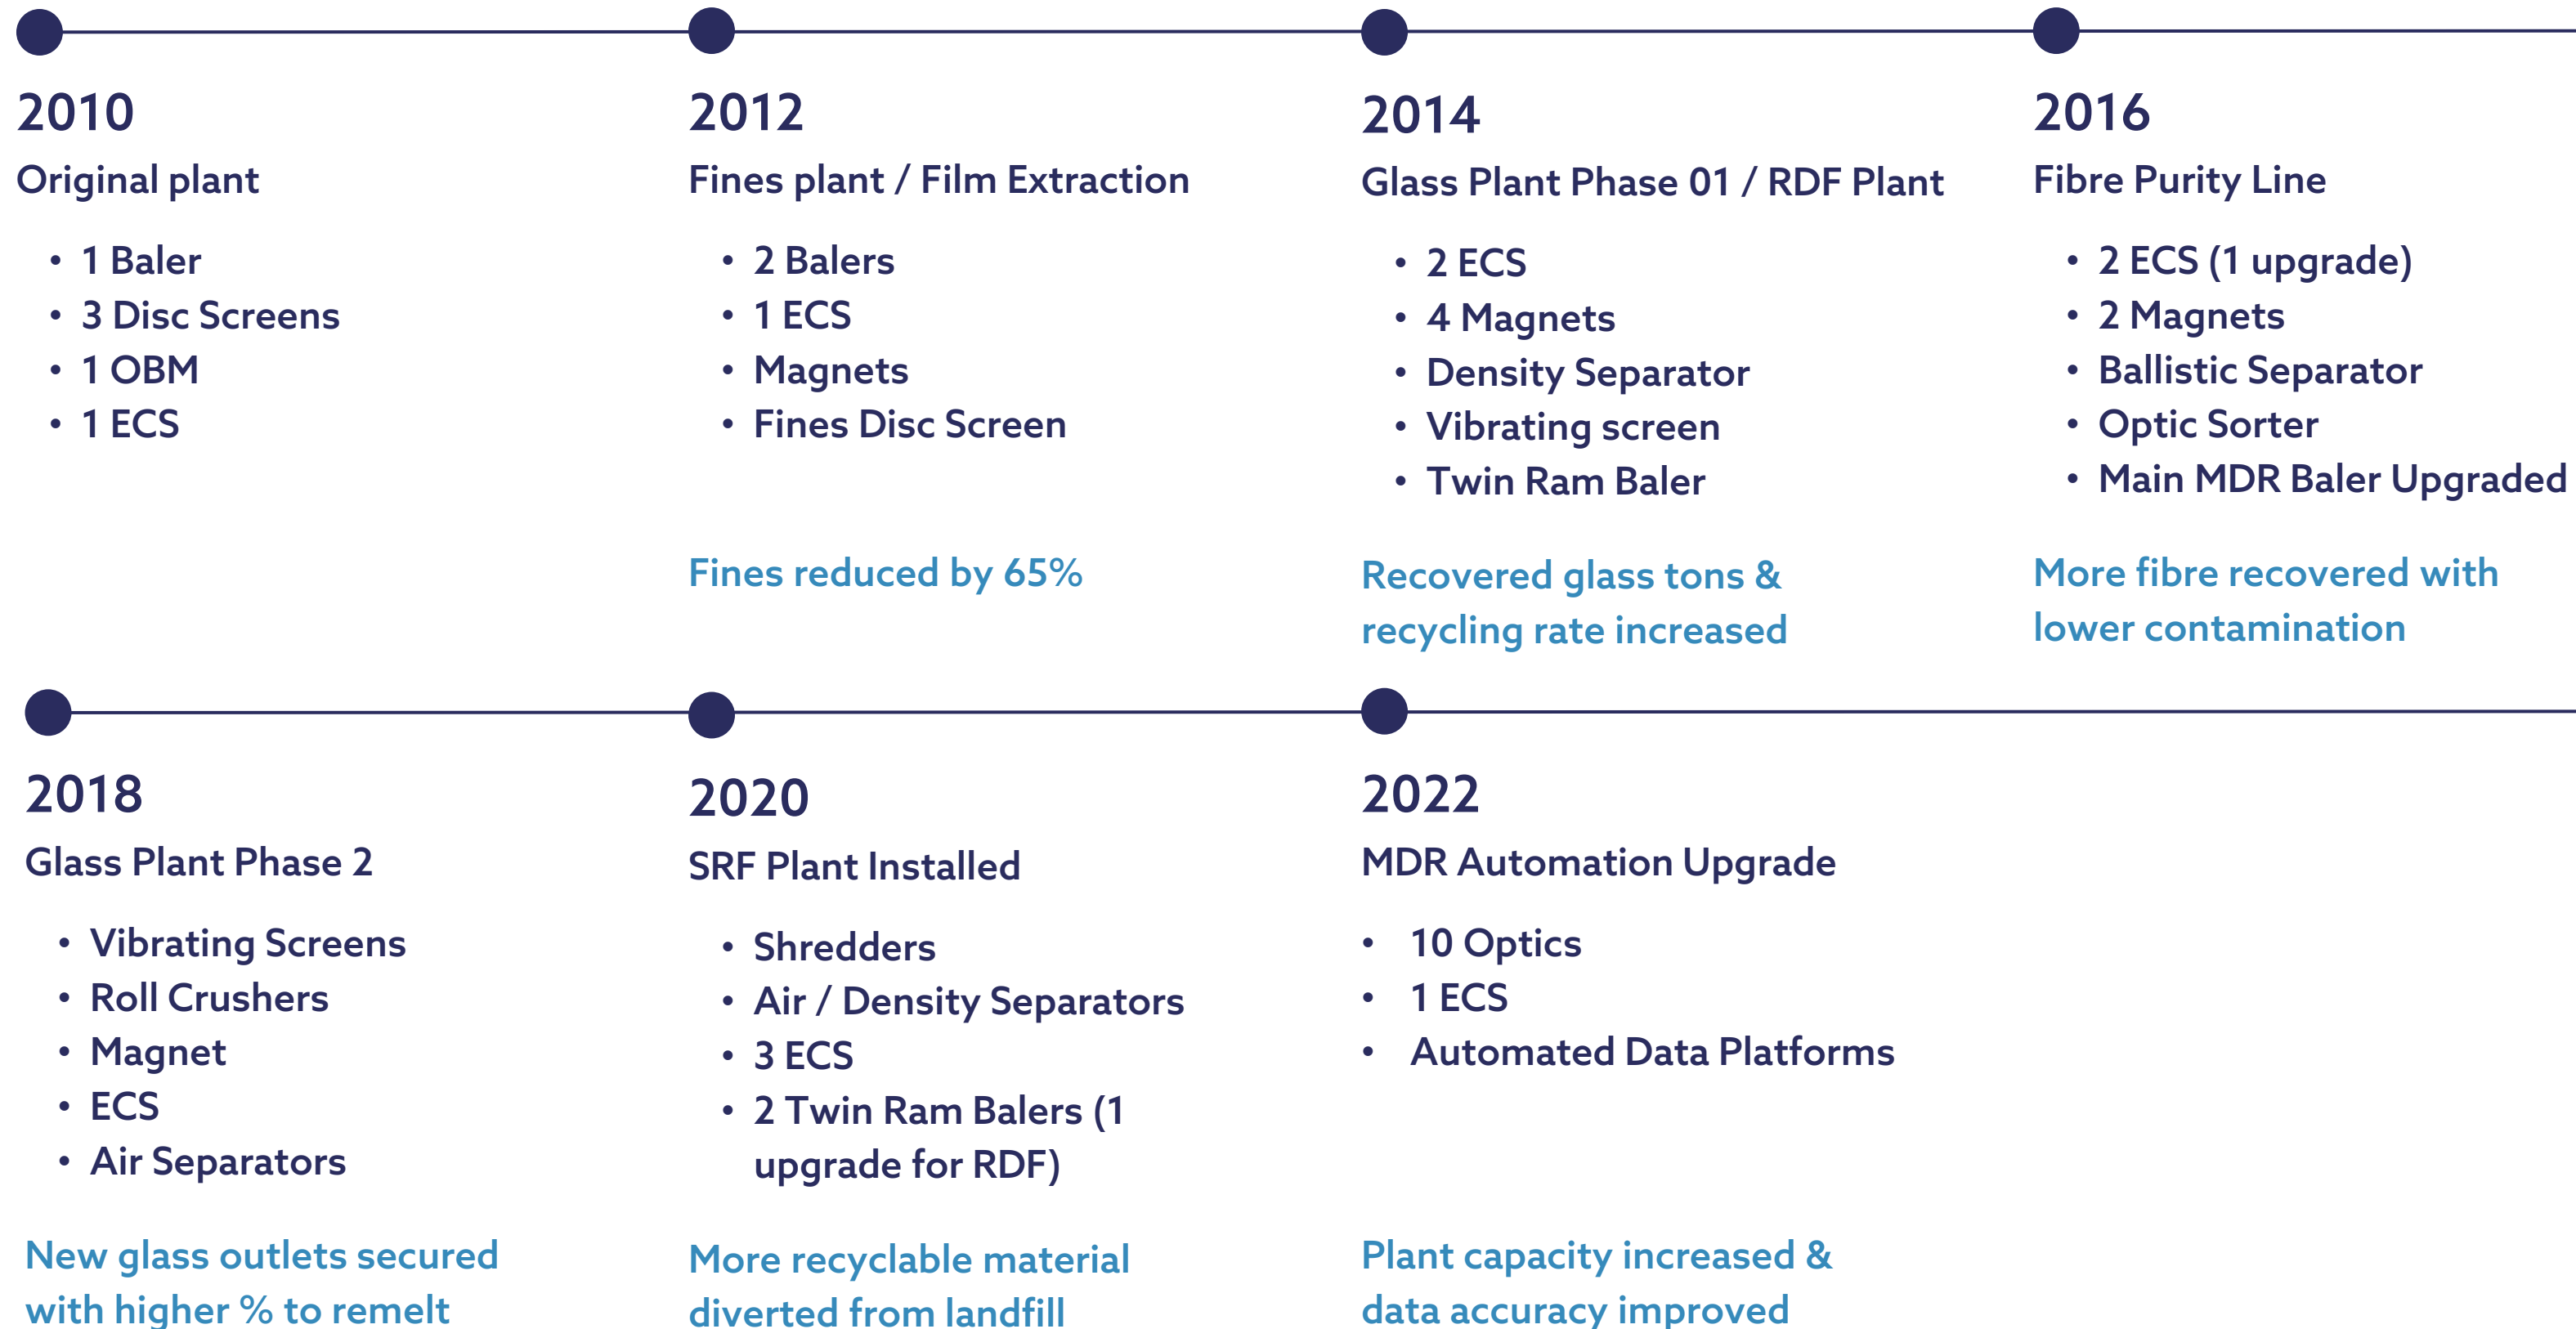 2010
Original plant
• 1 Baler
• 3 Disc Screens
• 1 OBM
• 1 ECS
2012
Fines plant / Film Extraction
• 2 Balers
• 1 ECS
• Magnets
• Fines Disc Screen
Fines reduced by 65%
2014
Glass Plant Phase 01 / RDF Plant
• 2 ECS
• 4 Magnets
• Density Separator
• Vibrating screen
• Twin Ram Baler
Recovered glass tons &
recycling rate increased
2016
Fibre Purity Line
• 2 ECS (1 upgrade)
• 2 Magnets
• Ballistic Separator
• Optic Sorter
• Main MDR Baler Upgraded
More fibre recovered with
lower contamination
2018
Glass Plant Phase 2
• Vibrating Screens
• Roll Crushers
• Magnet
• ECS
• Air Separators
New glass outlets secured
with higher % to remelt
2020
SRF Plant Installed
• Shredders
• Air / Density Separators
• 3 ECS
• 2 Twin Ram Balers (1
upgrade for RDF)
More recyclable material
diverted from landfill
2022
MDR Automation Upgrade
• 10 Optics
• 1 ECS
• Automated Data Platforms
Plant capacity increased &
data accuracy improved